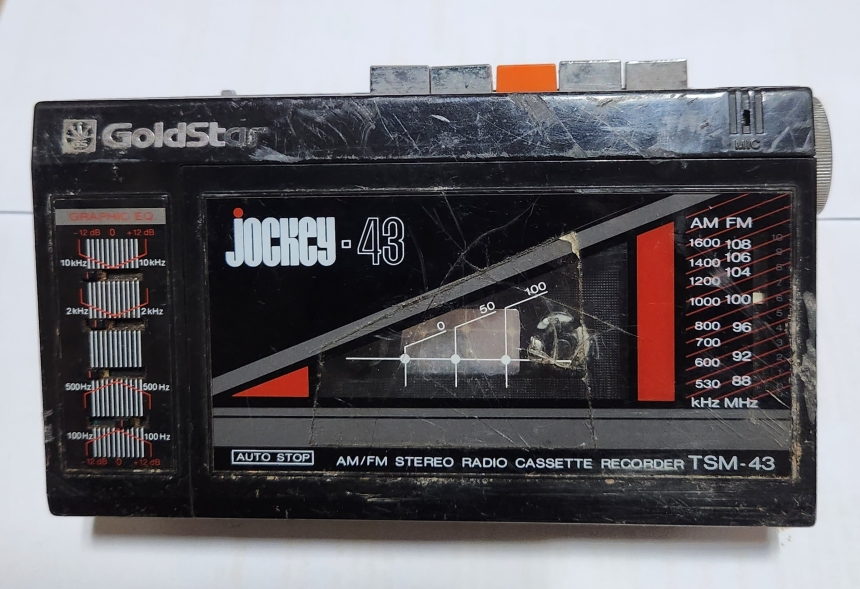 GoldStar
MIC
GRAPHIC EQ
-12 dB 0 +12 dB
10kHz 10kHz
2kHz 2kHz
500Hz 500Hz
100Hz 100Hz
-12 dB 0 +12 dB
jockey-43
0 50 100
AM FM
1600 108
1400 106
1200 104
1000 100
800 96
700
600 92
530 88
kHz MHz
AUTO STOP
AM/FM STEREO RADIO CASSETTE RECORDER TSM-43